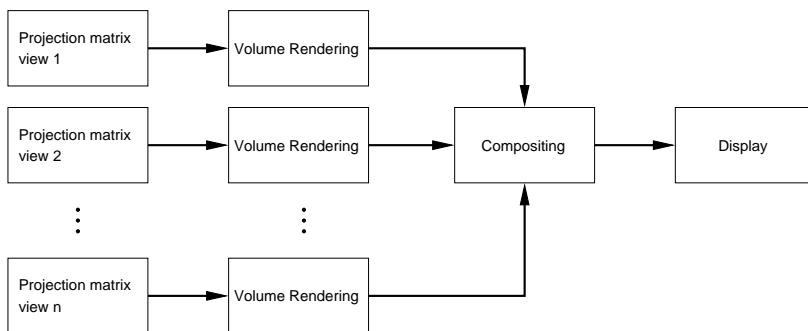 Projection matrix
view 1
Volume Rendering
Projection matrix
view 2
Volume Rendering
Compositing
Display
Projection matrix
view n
Volume Rendering